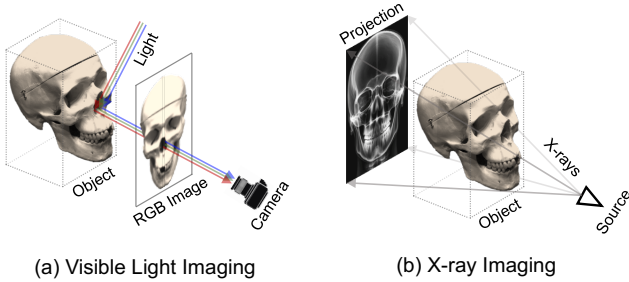 Light
Object
RGB Image
Camera
(a) Visible Light Imaging
Projection
X-rays
Object
Source
(b) X-ray Imaging